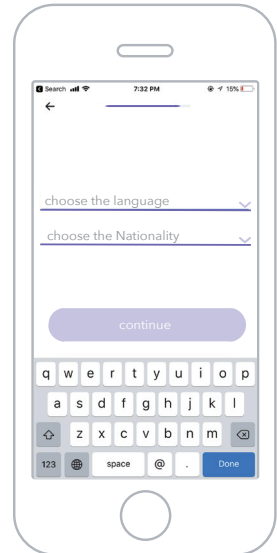 Search 7:32 PM 15%
choose the language
choose the Nationality
continue
q w e r t y u i o p
a s d f g h j k l
z x c v b n m
123 space @ . Done